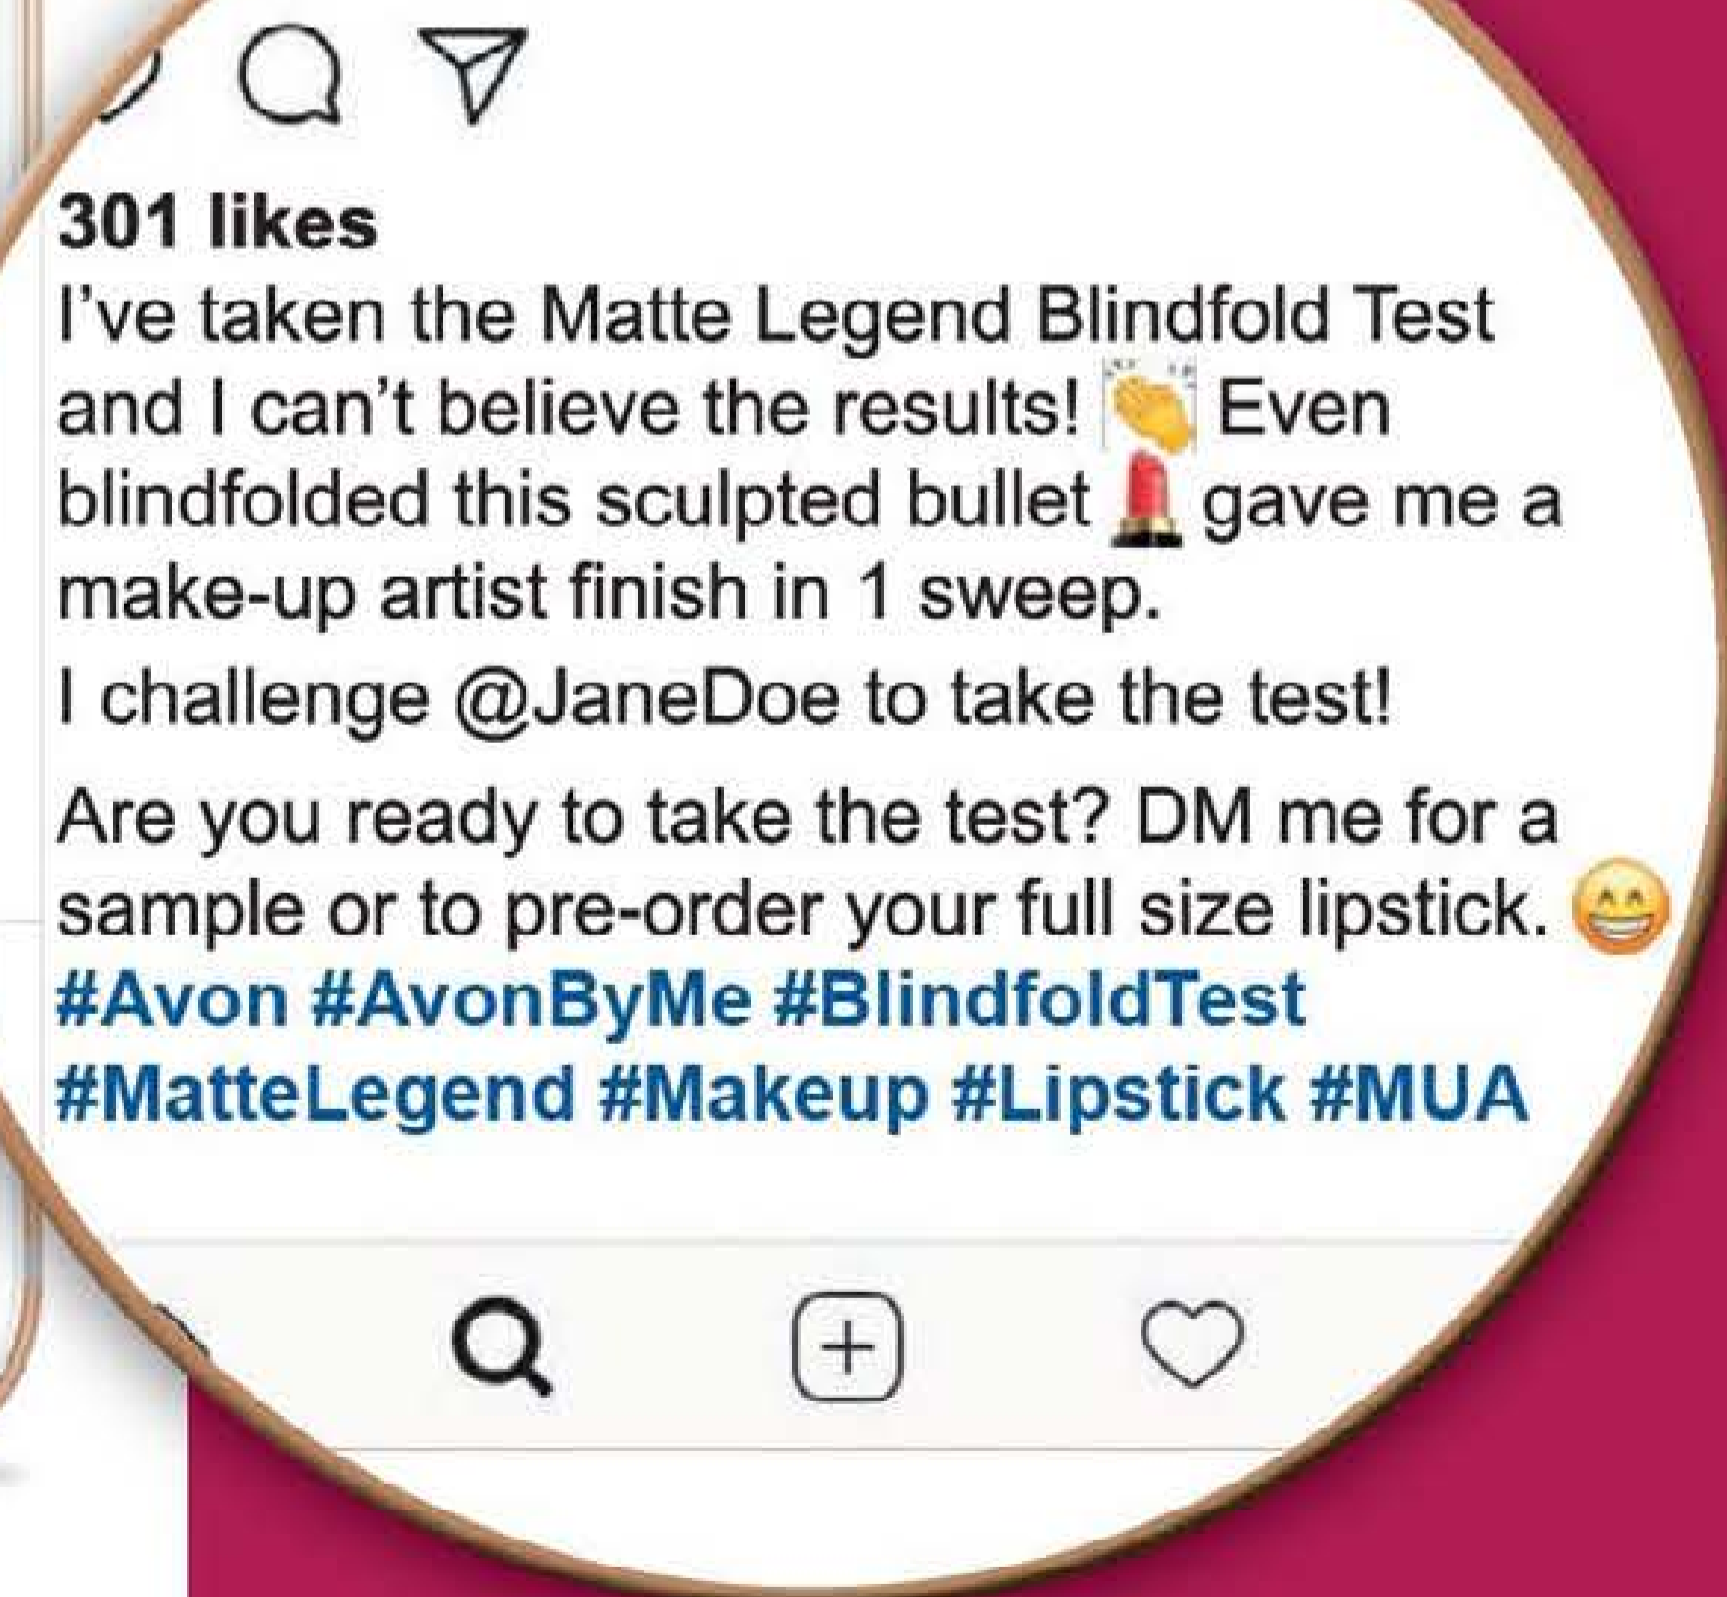 301 likes
I’ve taken the Matte Legend Blindfold Test
and I can’t believe the results! 👏 Even
blindfolded this sculpted bullet 💄 gave me a
make-up artist finish in 1 sweep.
I challenge @JaneDoe to take the test!
Are you ready to take the test? DM me for a
sample or to pre-order your full size lipstick. 😁
#Avon #AvonByMe #BlindfoldTest
#MatteLegend #Makeup #Lipstick #MUA